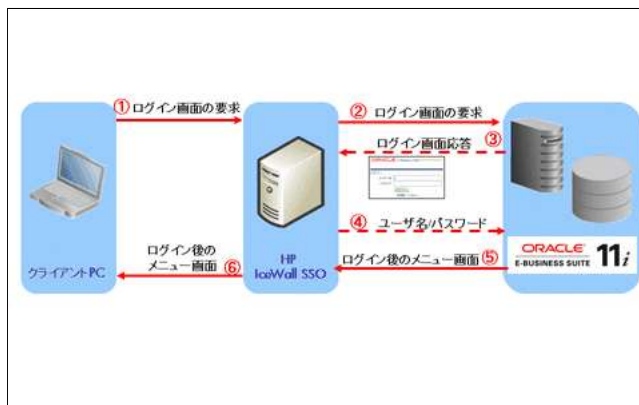 ①ログイン画面の要求
②ログイン画面の要求
ログイン画面応答 ③
ORACLE
④ ユーザ名/パスワード
ログイン後のメニュー画面⑤
ログイン後の
メニュー画面 ⑥
クライアントPC
HP
IceWall SSO
ORACLE
E-BUSINESS SUITE 11i